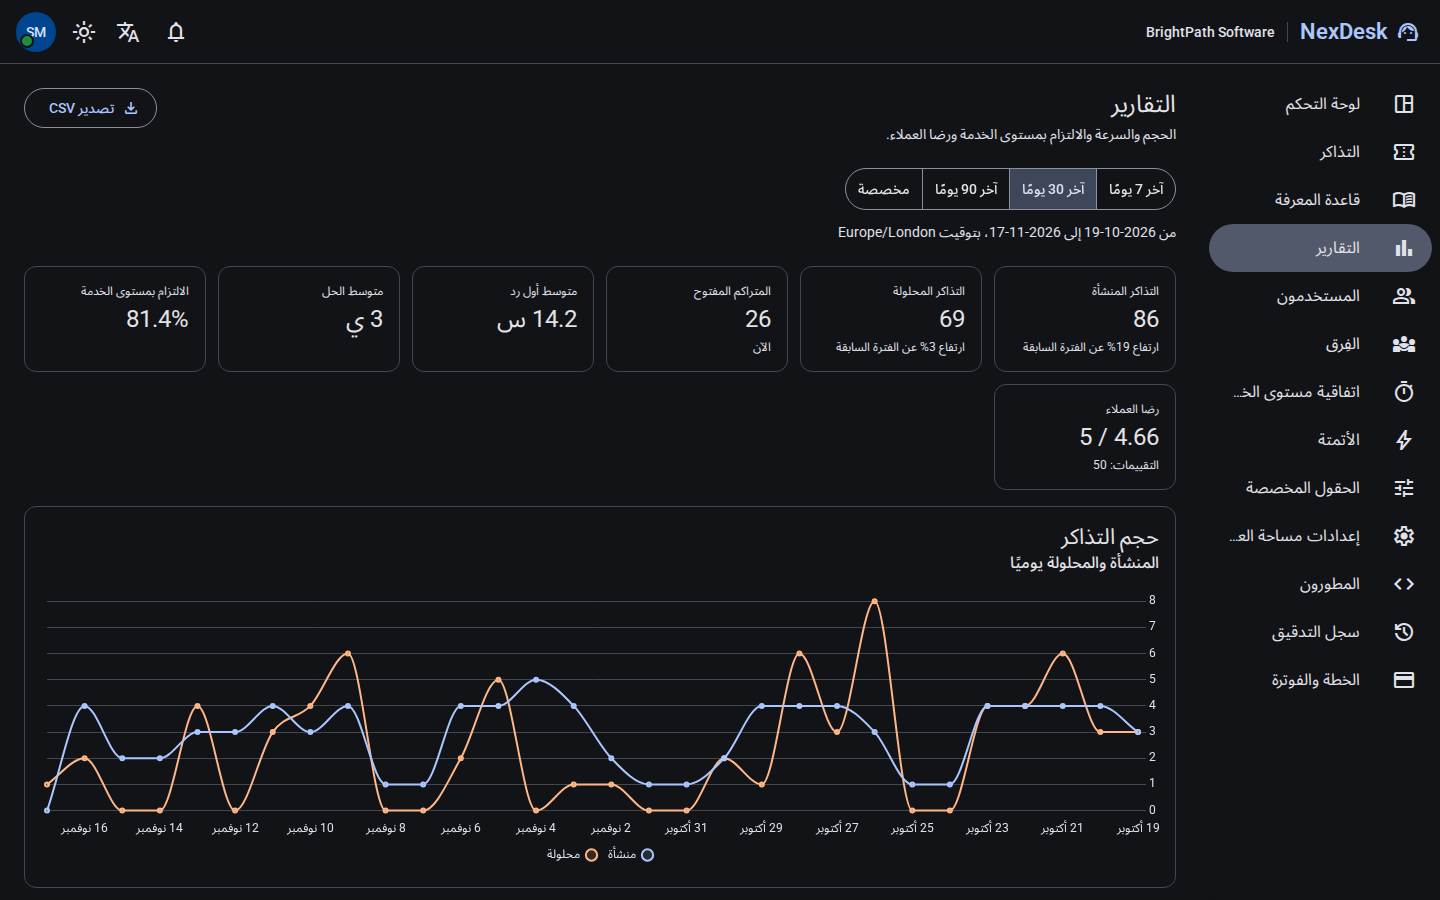 NexDesk
BrightPath Software
SM
لوحة التحكم
التذاكر
قاعدة المعرفة
التقارير
المستخدمون
الفِرق
اتفاقية مستوى الخـ...
الأتمتة
الحقول المخصصة
إعدادات مساحة العـ...
المطورون
سجل التدقيق
الخطة والفوترة
التقارير
الحجم والسرعة والالتزام بمستوى الخدمة ورضا العملاء.
تصدير CSV
آخر 7 يومًا
آخر 30 يومًا
آخر 90 يومًا
مخصصة
من 2026-10-19 إلى 2026-11-17، بتوقيت Europe/London
التذاكر المنشأة
86
ارتفاع 19% عن الفترة السابقة
التذاكر المحلولة
69
ارتفاع 3% عن الفترة السابقة
المتراكم المفتوح
26
الآن
متوسط أول رد
14.2 س
متوسط الحل
3 ي
الالتزام بمستوى الخدمة
81.4%
رضا العملاء
4.66 / 5
التقييمات: 50
حجم التذاكر
المنشأة والمحلولة يوميًا
8
7
6
5
4
3
2
1
0
19 أكتوبر
21 أكتوبر
23 أكتوبر
25 أكتوبر
27 أكتوبر
29 أكتوبر
31 أكتوبر
2 نوفمبر
4 نوفمبر
6 نوفمبر
8 نوفمبر
10 نوفمبر
12 نوفمبر
14 نوفمبر
16 نوفمبر
منشأة
محلولة